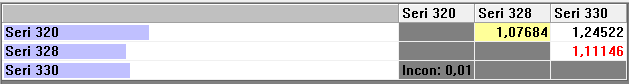 Seri 320 Seri 328 Seri 330
Seri 320 1,07684 1,24522
Seri 328 1,11146
Seri 330 Incon: 0,01